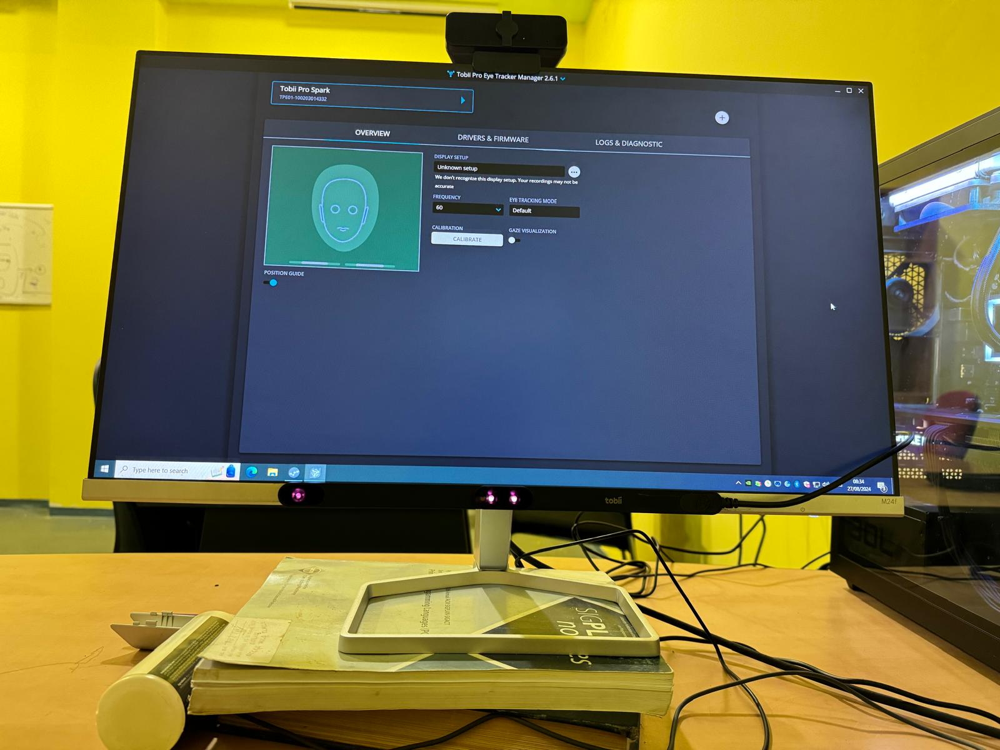 Tobii Pro Eye Tracker Manager 2.6.1
Tobii Pro Spark
TPE01-100203014332
OVERVIEW
DRIVERS & FIRMWARE
LOGS & DIAGNOSTIC
DISPLAY SETUP
Unknown setup
We don't recognize this display setup. Your recordings may not be
accurate
FREQUENCY
EYE TRACKING MODE
60
Default
CALIBRATION
GAZE VISUALIZATION
CALIBRATE
POSITION GUIDE
Type here to search
08:34
27/08/2024
3
tobii
M24f
SIGPL
no